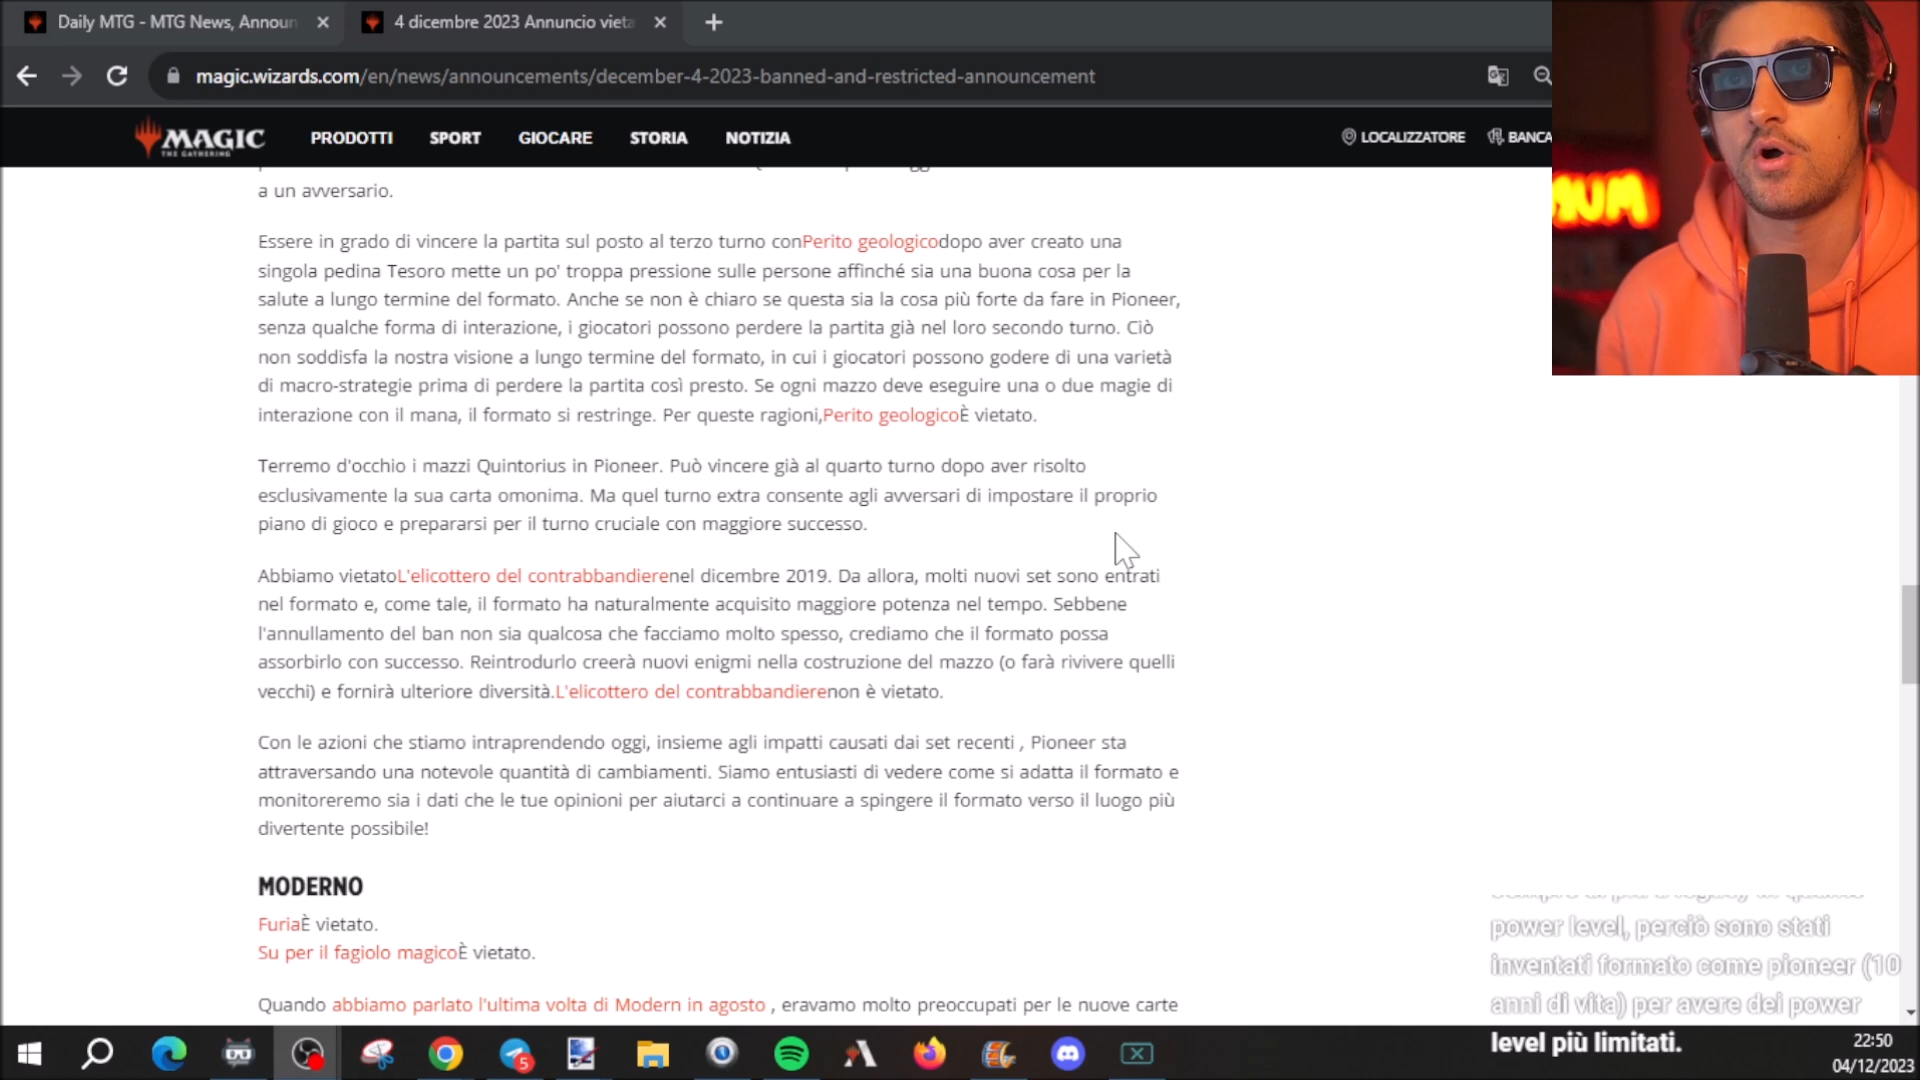 Daily MTG - MTG News, Announ
4 dicembre 2023 Annuncio vieta
magic.wizards.com/en/news/announcements/december-4-2023-banned-and-restricted-announcement
MAGIC
THE GATHERING
PRODOTTI
SPORT
GIOCARE
STORIA
NOTIZIA
LOCALIZZATORE
BANCA
a un avversario.
Essere in grado di vincere la partita sul posto al terzo turno conPerito geologicodopo aver creato una
singola pedina Tesoro mette un po' troppa pressione sulle persone affinché sia una buona cosa per la
salute a lungo termine del formato. Anche se non è chiaro se questa sia la cosa più forte da fare in Pioneer,
senza qualche forma di interazione, i giocatori possono perdere la partita già nel loro secondo turno. Ciò
non soddisfa la nostra visione a lungo termine del formato, in cui i giocatori possono godere di una varietà
di macro-strategie prima di perdere la partita così presto. Se ogni mazzo deve eseguire una o due magie di
interazione con il mana, il formato si restringe. Per queste ragioni,Perito geologicoÈ vietato.
Terremo d'occhio i mazzi Quintorius in Pioneer. Può vincere già al quarto turno dopo aver risolto
esclusivamente la sua carta omonima. Ma quel turno extra consente agli avversari di impostare il proprio
piano di gioco e prepararsi per il turno cruciale con maggiore successo.
Abbiamo vietatoL'elicottero del contrabbandierenel dicembre 2019. Da allora, molti nuovi set sono entrati
nel formato e, come tale, il formato ha naturalmente acquisito maggiore potenza nel tempo. Sebbene
l'annullamento del ban non sia qualcosa che facciamo molto spesso, crediamo che il formato possa
assorbirlo con successo. Reintrodurlo creerà nuovi enigmi nella costruzione del mazzo (o farà rivivere quelli
vecchi) e fornirà ulteriore diversità.L'elicottero del contrabbandierenon è vietato.
Con le azioni che stiamo intraprendendo oggi, insieme agli impatti causati dai set recenti , Pioneer sta
attraversando una notevole quantità di cambiamenti. Siamo entusiasti di vedere come si adatta il formato e
monitoreremo sia i dati che le tue opinioni per aiutarci a continuare a spingere il formato verso il luogo più
divertente possibile!
MODERNO
FuriaÈ vietato.
Su per il fagiolo magicoÈ vietato.
Quando abbiamo parlato l'ultima volta di Modern in agosto , eravamo molto preoccupati per le nuove carte
power level, perciò sono stati
inventati formato come pioneer (10
anni di vita) per avere dei power
level più limitati.
5
22:50
04/12/2023